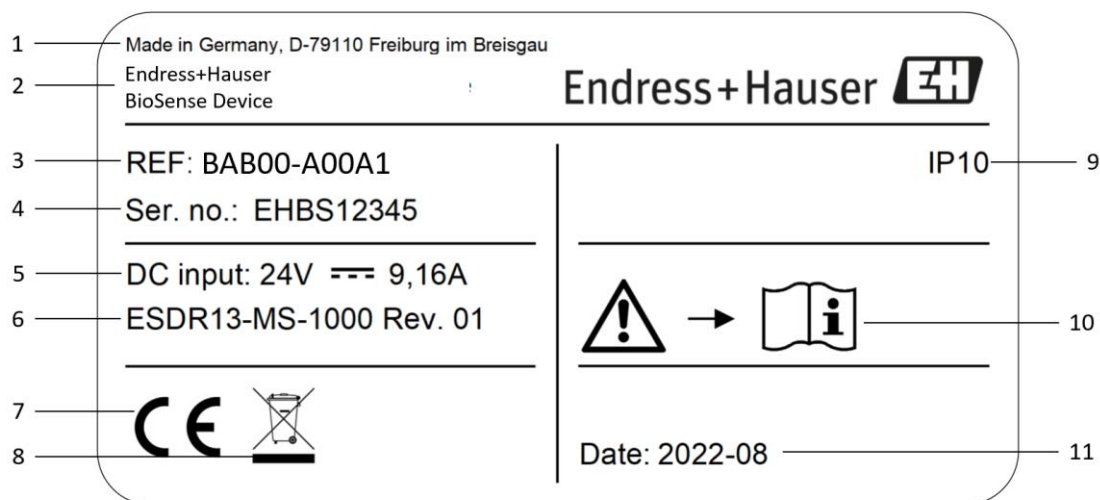 1
Made in Germany, D-79110 Freiburg im Breisgau
2
Endress+Hauser
BioSense Device
Endress+Hauser EH
3
REF: BAB00-A00A1
IP10
9
4
Ser. no.: EHBS12345
5
DC input: 24V 9,16A
6
ESDR13-MS-1000 Rev. 01
i
10
7
CE
8
Date: 2022-08
11